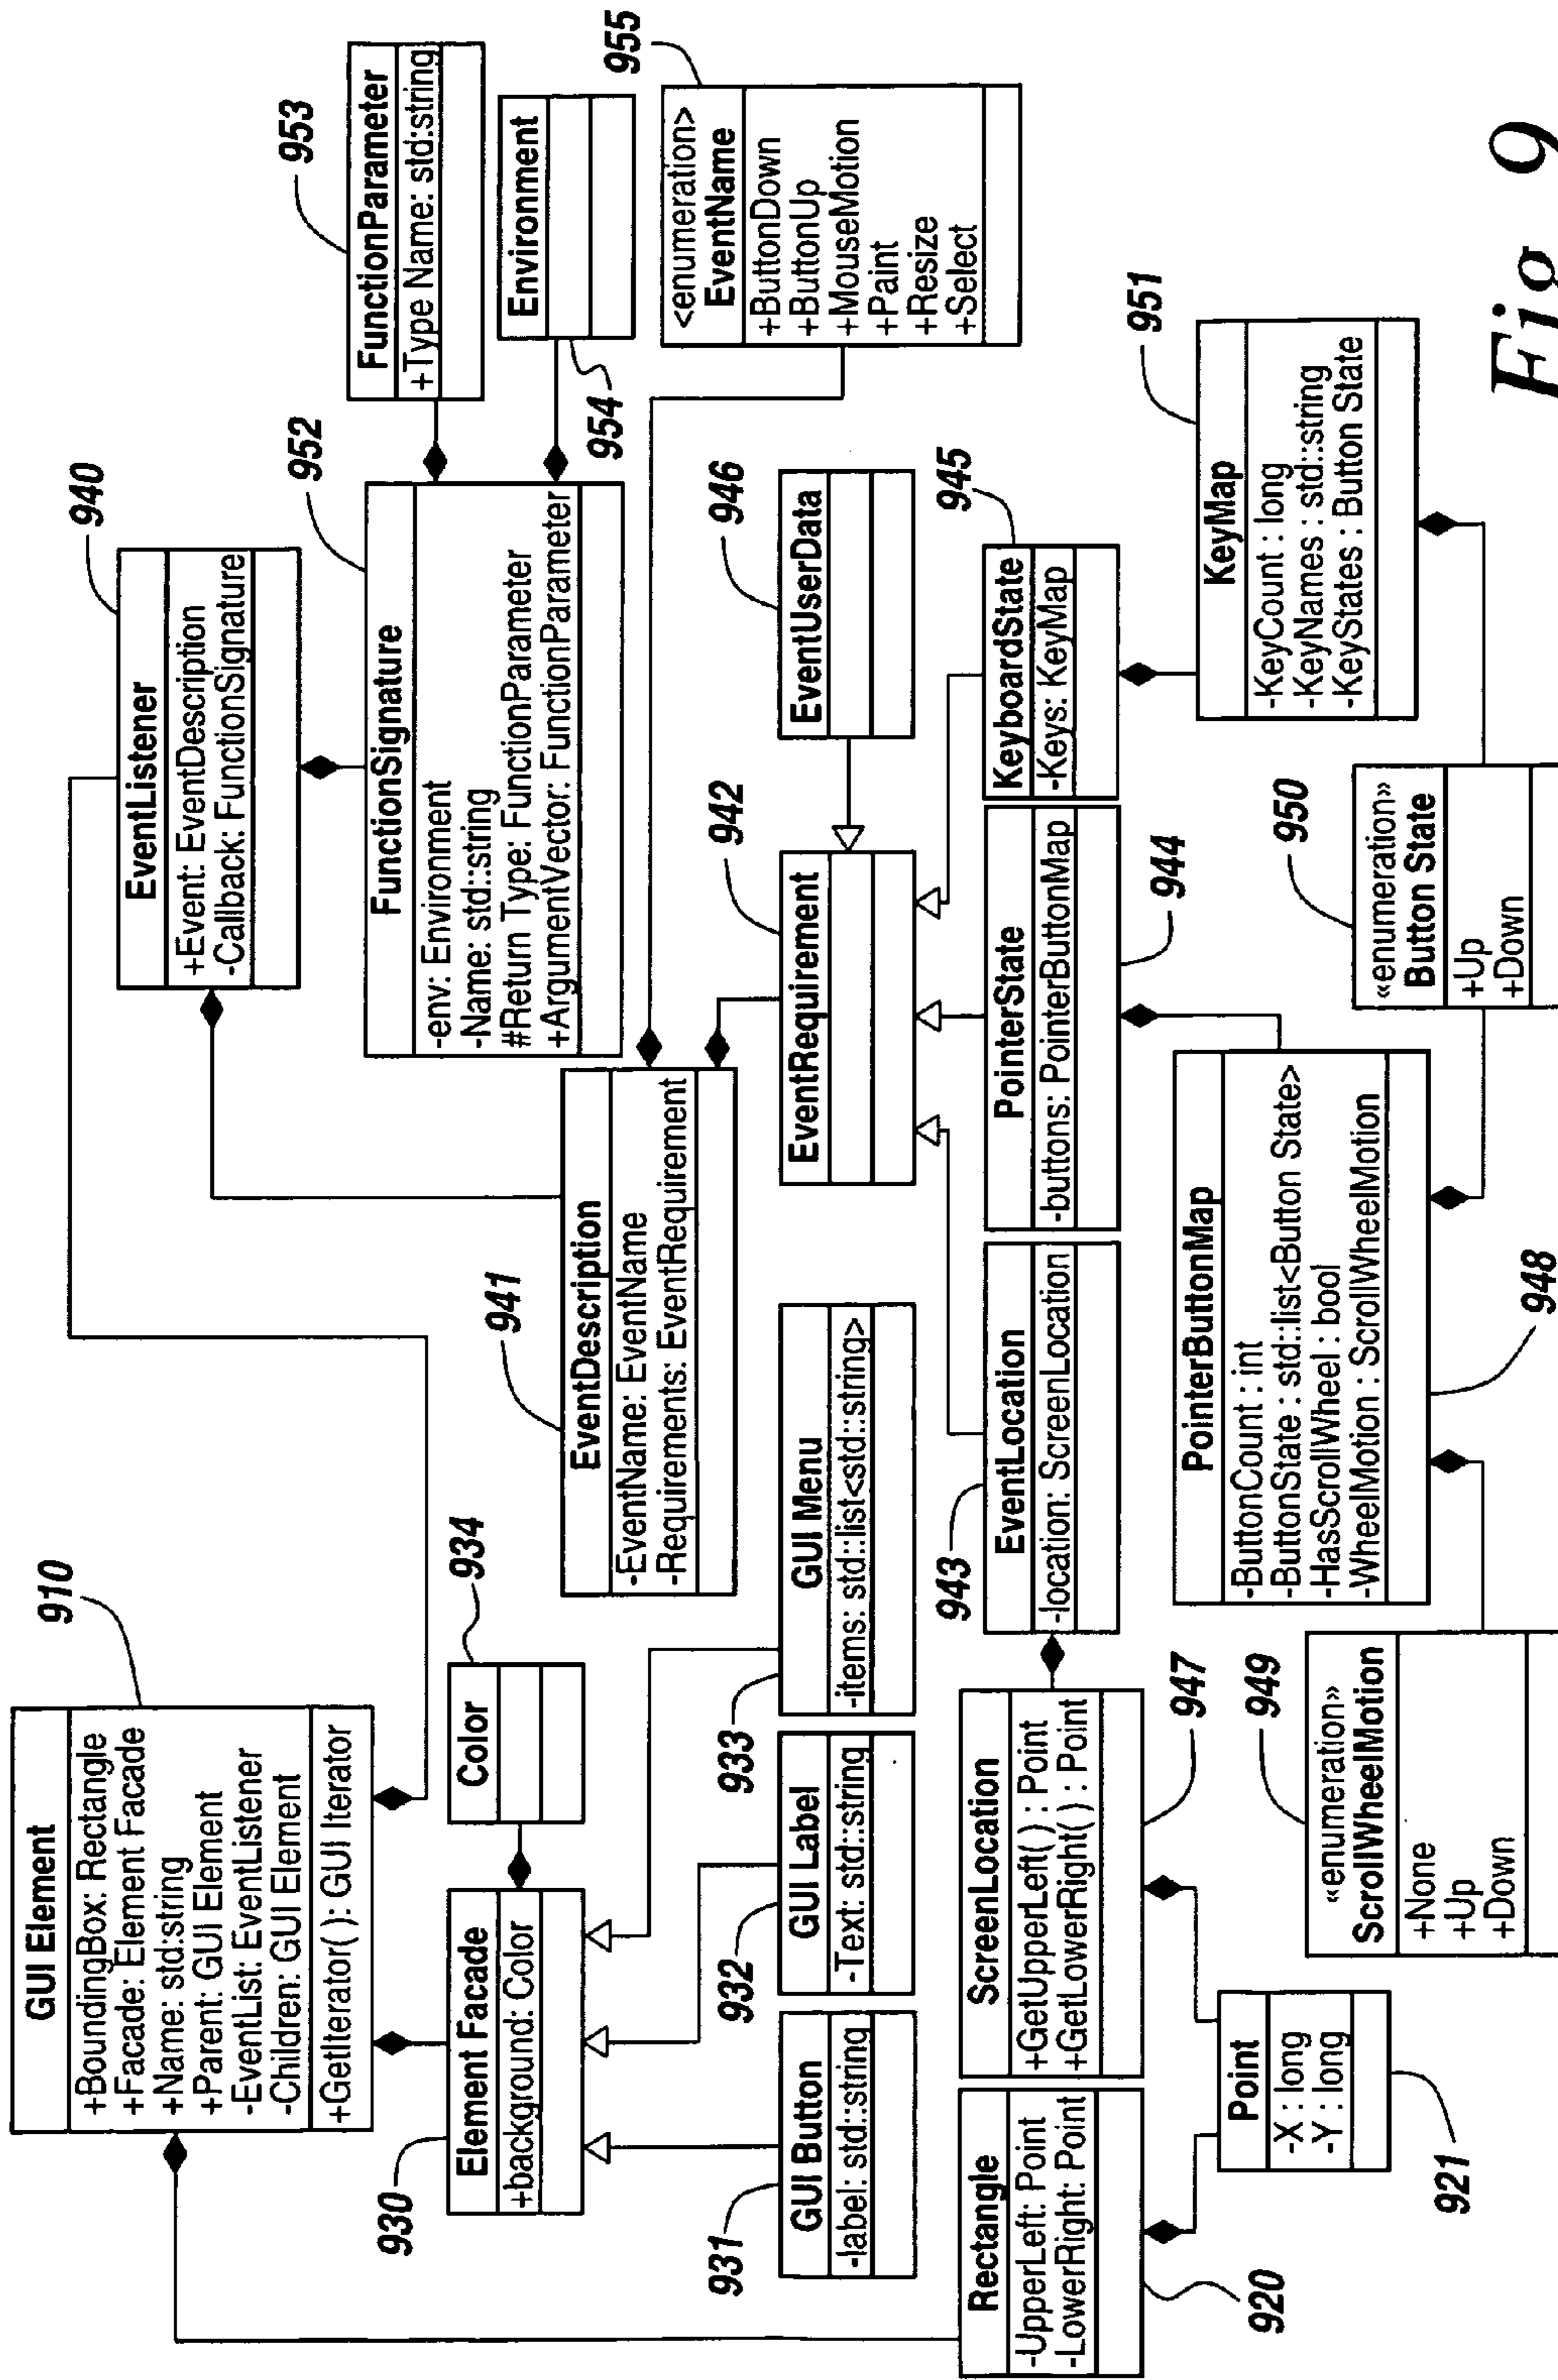 GUI Element
+BoundingBox: Rectangle
+Facade: Element Facade
+Name: std:string
+Parent: GUI Element
-EventList: EventListener
-Children: GUI Element
+GetIterator( ): GUI Iterator
910
EventListener
+Event: EventDescription
-Callback: FunctionSignature
940
FunctionParameter
+Type Name: std:string
953
Element Facade
+background: Color
930
Color
934
FunctionSignature
-env: Environment
-Name: std::string
#Return Type: FunctionParameter
+ArgumentVector: FunctionParameter
952
Environment
954
EventDescription
-EventName: EventName
-Requirements: EventRequirement
941
<enumeration>
EventName
+ButtonDown
+ButtonUp
+MouseMotion
+Paint
+Resize
+Select
955
GUI Button
-label: std::string
931
GUI Label
-Text: std::string
932
GUI Menu
-items: std::list<std::string>
933
EventRequirement
942
EventUserData
946
Rectangle
-UpperLeft: Point
-LowerRight: Point
920
ScreenLocation
+GetUpperLeft( ) : Point
+GetLowerRight( ) : Point
947
EventLocation
-location: ScreenLocation
943
PointerState
-buttons: PointerButtonMap
944
KeyboardState
-Keys: KeyMap
945
Point
-X : long
-Y : long
921
PointerButtonMap
-ButtonCount : int
-ButtonState : std::list<Button State>
-HasScrollWheel : bool
-WheelMotion : ScrollWheelMotion
948
KeyMap
-KeyCount : long
-KeyNames : std::string
-KeyStates : Button State
951
«enumeration»
ScrollWheelMotion
+None
+Up
+Down
949
«enumeration»
Button State
+Up
+Down
950
Fig. 9